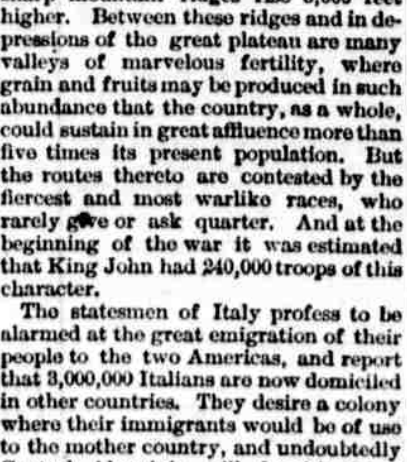 higher. Between these ridges and in de-
pressions of the great plateau are many
valleys of marvelous fertility, where
grain and fruits may be produced in such
abundance that the country, as a whole,
could sustain in great affluence more than
five times its present population. But
the routes thereto are contested by the
fiercest and most warlike races, who
rarely give or ask quarter. And at the
beginning of the war it was estimated
that King John had 240,000 troops of this
character.
The statesmen of Italy profess to be
alarmed at the great emigration of their
people to the two Americas, and report
that 3,000,000 Italians are now domiciled
in other countries. They desire a colony
where their immigrants would be of use
to the mother country, and undoubtedly